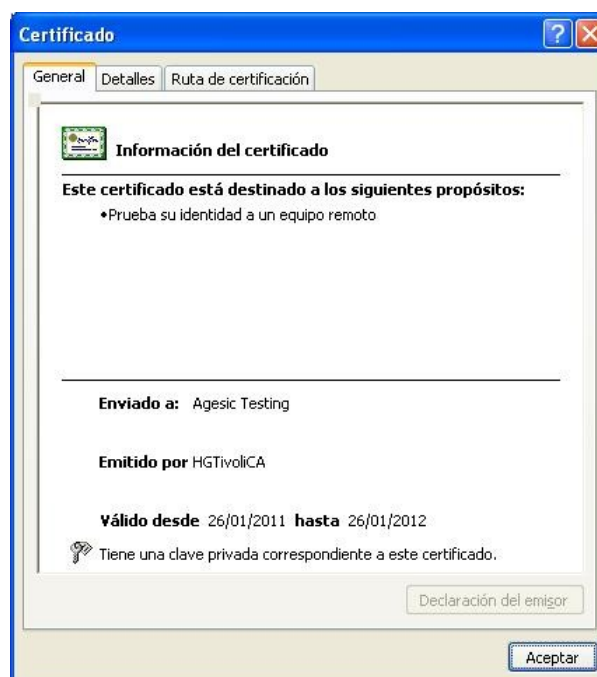 Certificado
General Detalles Ruta de certificación
Información del certificado
Este certificado está destinado a los siguientes propósitos:
•Prueba su identidad a un equipo remoto
Enviado a: Agesic Testing
Emitido por HGTivoliCA
Válido desde 26/01/2011 hasta 26/01/2012
Tiene una clave privada correspondiente a este certificado.
Declaración del emisor
Aceptar